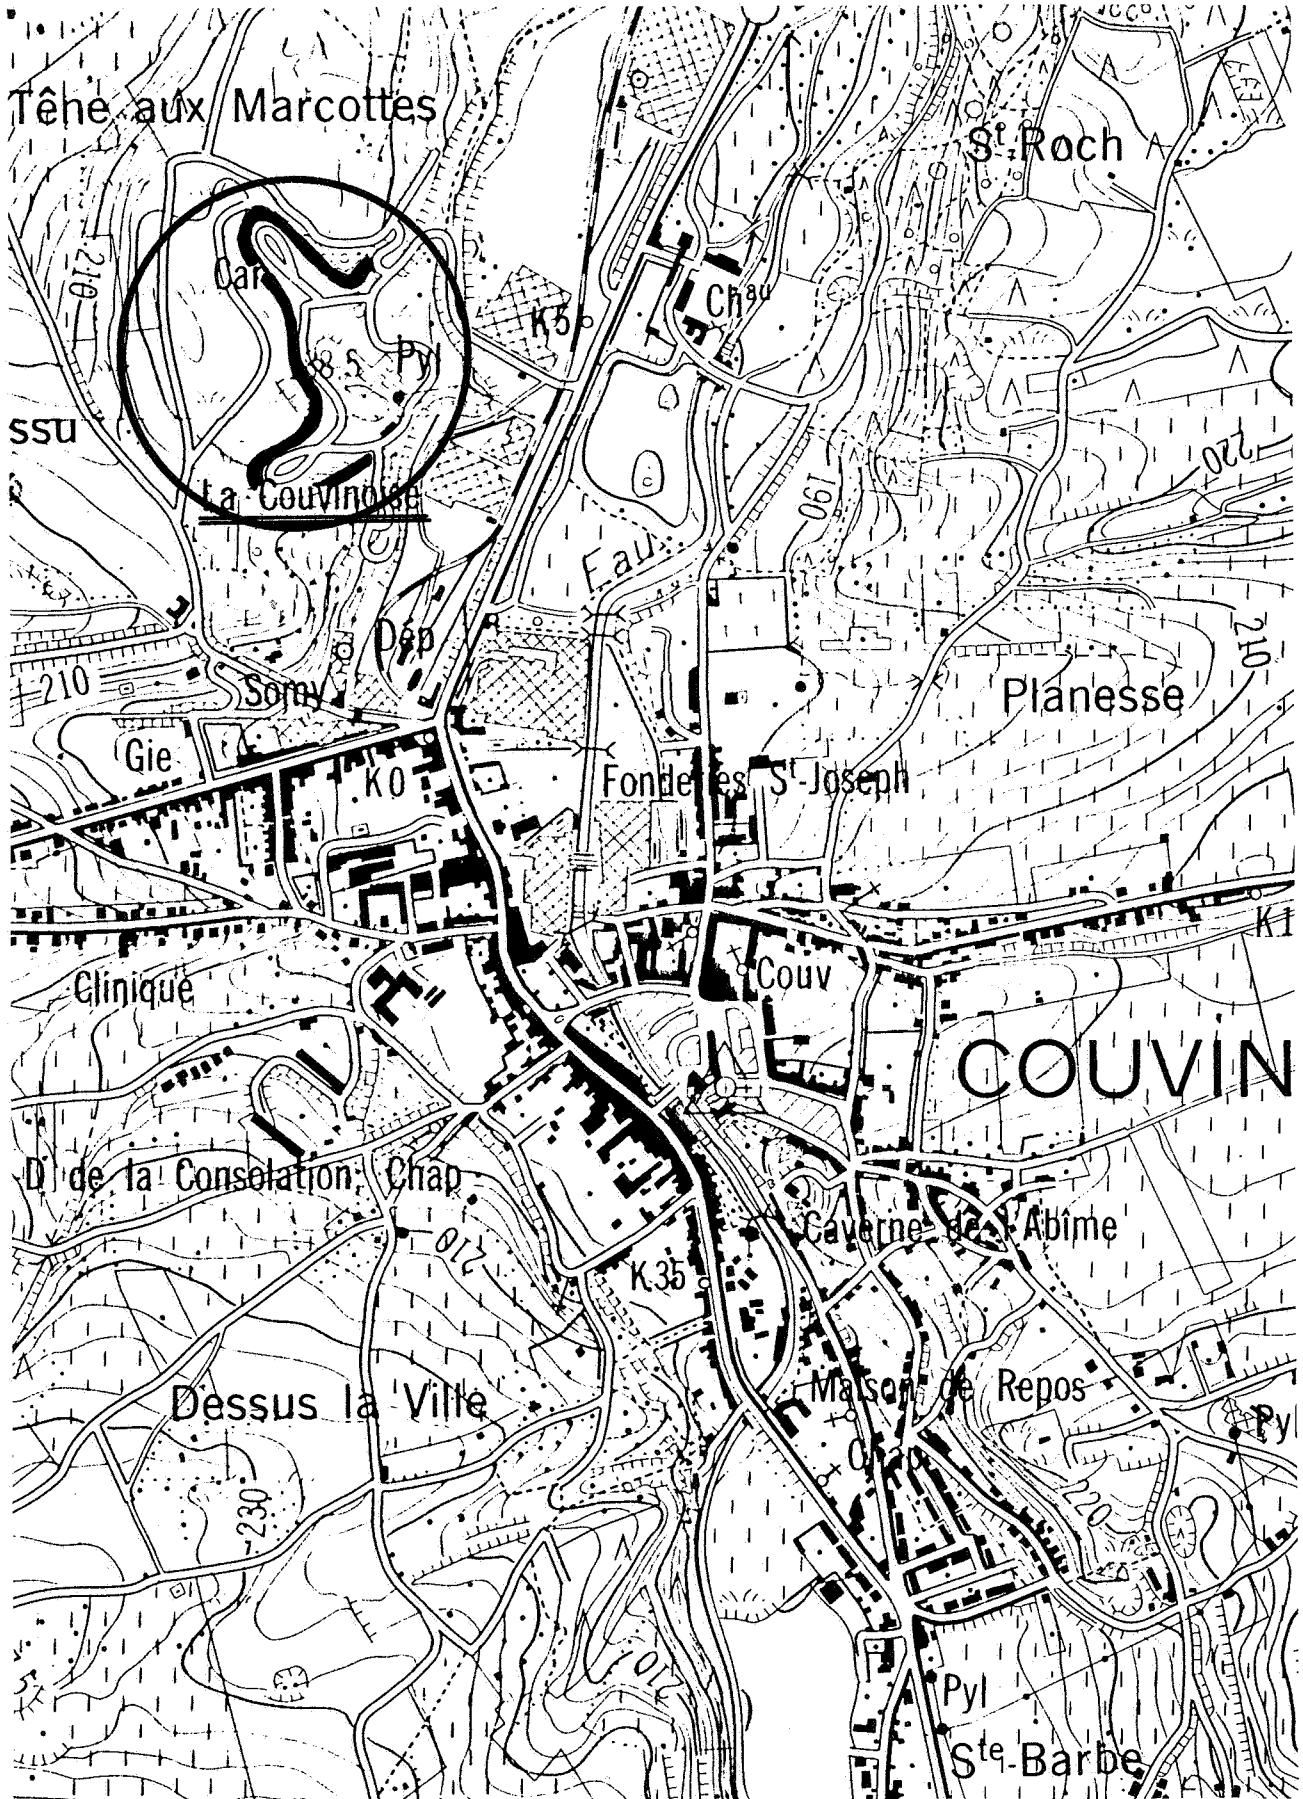 Têhe aux Marcottes
St-Roch
210
Car
Chau
K5
Pyl
ssu
220
La Couvinoise
190
Eau
Dép
210
210
Somy
Planesse
Gie
K0
St-Joseph
K1
Clinique
Couv
COUVIN
D de la Consolation Chap
Caverne de l'Abîme
210
K35
Maison de Repos
Dessus la Ville
Pyl
Chap
230
220
210
Pyl
Ste-Barbe